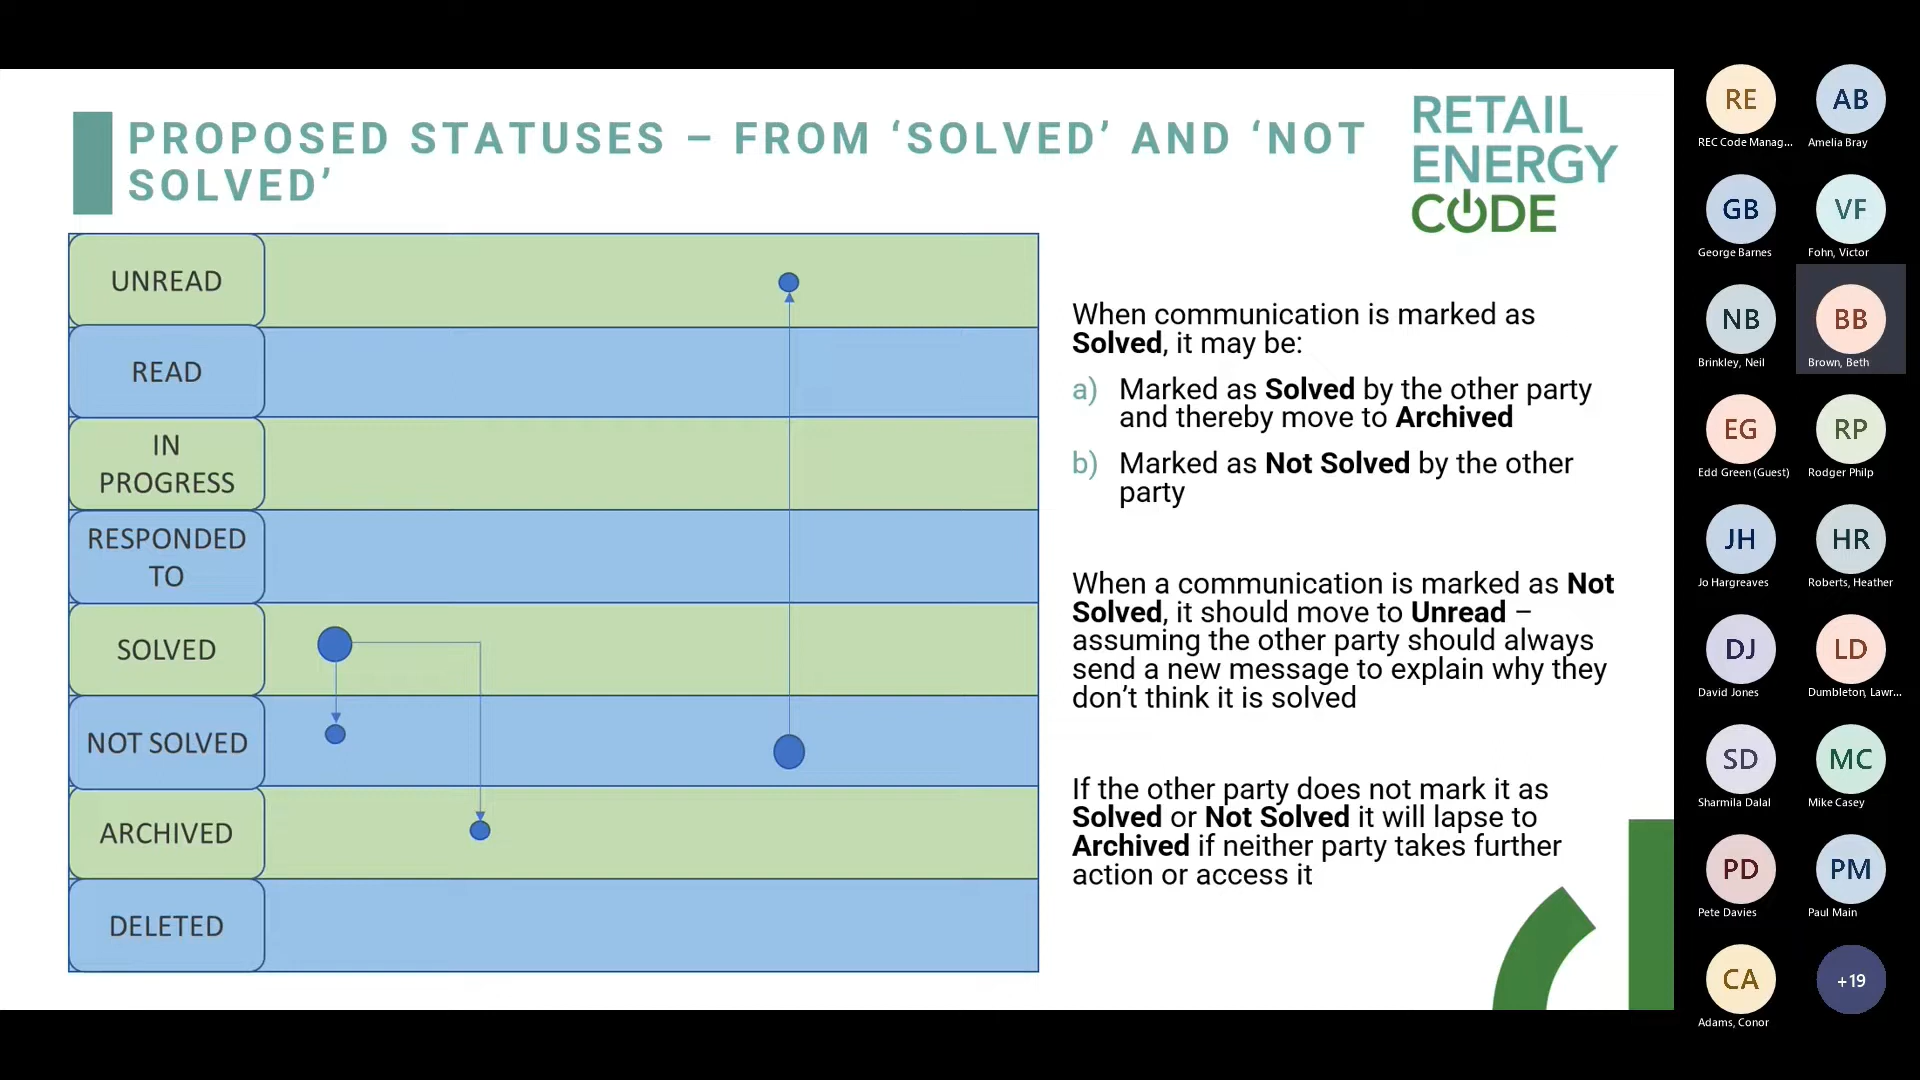 PROPOSED STATUSES – FROM ‘SOLVED’ AND ‘NOT
SOLVED’
RETAIL
ENERGY
CODE
UNREAD
READ
IN
PROGRESS
RESPONDED
TO
SOLVED
NOT SOLVED
ARCHIVED
DELETED
When communication is marked as
Solved, it may be:
a) Marked as Solved by the other party
and thereby move to Archived
b) Marked as Not Solved by the other
party
When a communication is marked as Not
Solved, it should move to Unread –
assuming the other party should always
send a new message to explain why they
don’t think it is solved
If the other party does not mark it as
Solved or Not Solved it will lapse to
Archived if neither party takes further
action or access it
RE
REC Code Manag...
AB
Amelia Bray
GB
George Barnes
VF
Fohn, Victor
NB
Brinkley, Neil
BB
Brown, Beth
EG
Edd Green (Guest)
RP
Rodger Philp
JH
Jo Hargreaves
HR
Roberts, Heather
DJ
David Jones
LD
Dumbleton, Lawr...
SD
Sharmila Dalal
MC
Mike Casey
PD
Pete Davies
PM
Paul Main
CA
Adams, Conor
+19